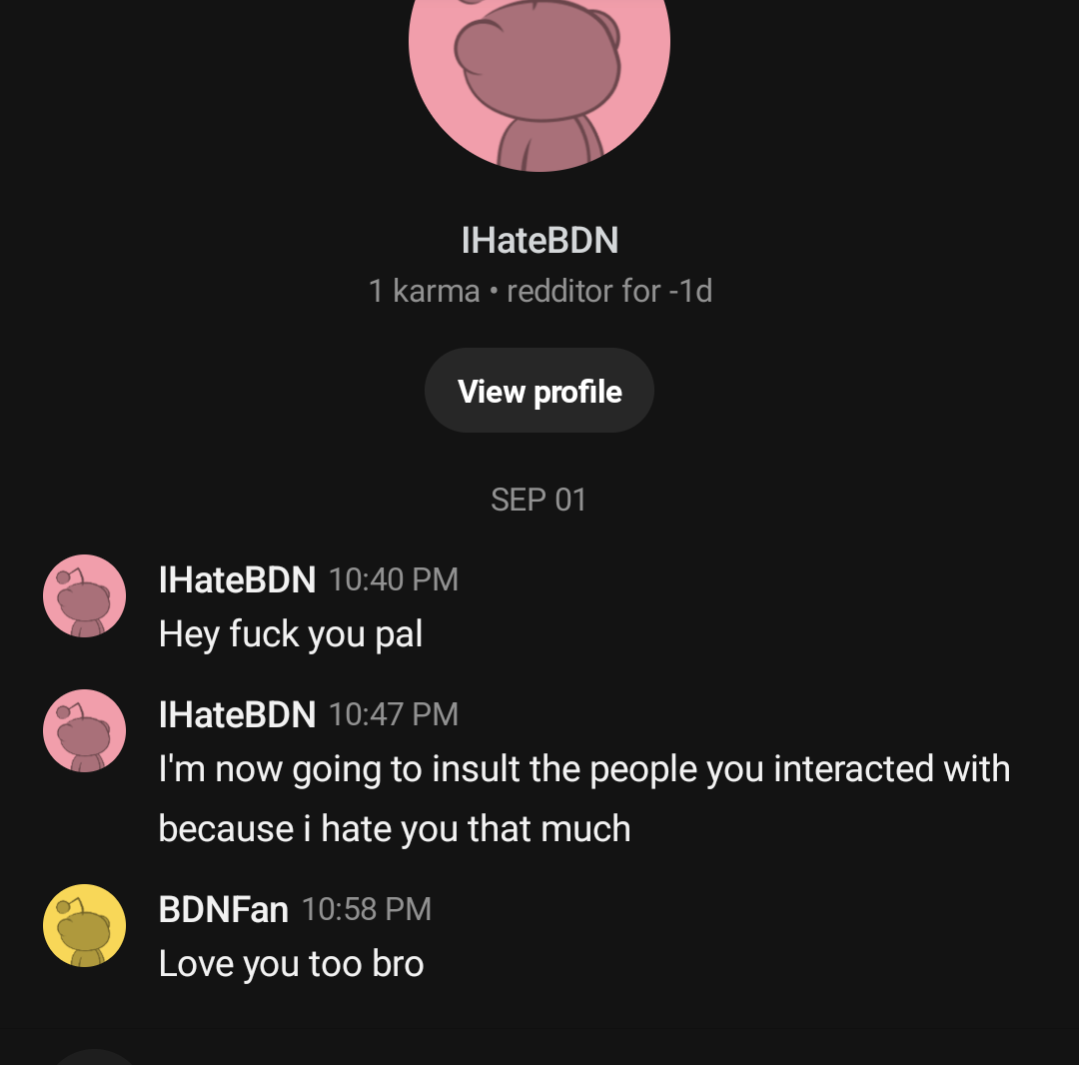 IHateBDN
1 karma • redditor for -1d
View profile
SEP 01
IHateBDN 10:40 PM
Hey fuck you pal
IHateBDN 10:47 PM
I'm now going to insult the people you interacted with
because i hate you that much
BDNFan 10:58 PM
Love you too bro